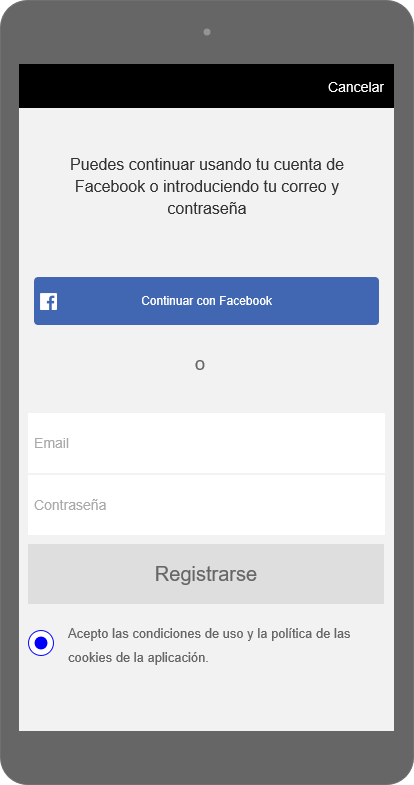 Cancelar
Puedes continuar usando tu cuenta de
Facebook o introduciendo tu correo y
contraseña
Continuar con Facebook
o
Email
Contraseña
Registrarse
Acepto las condiciones de uso y la política de las
cookies de la aplicación.